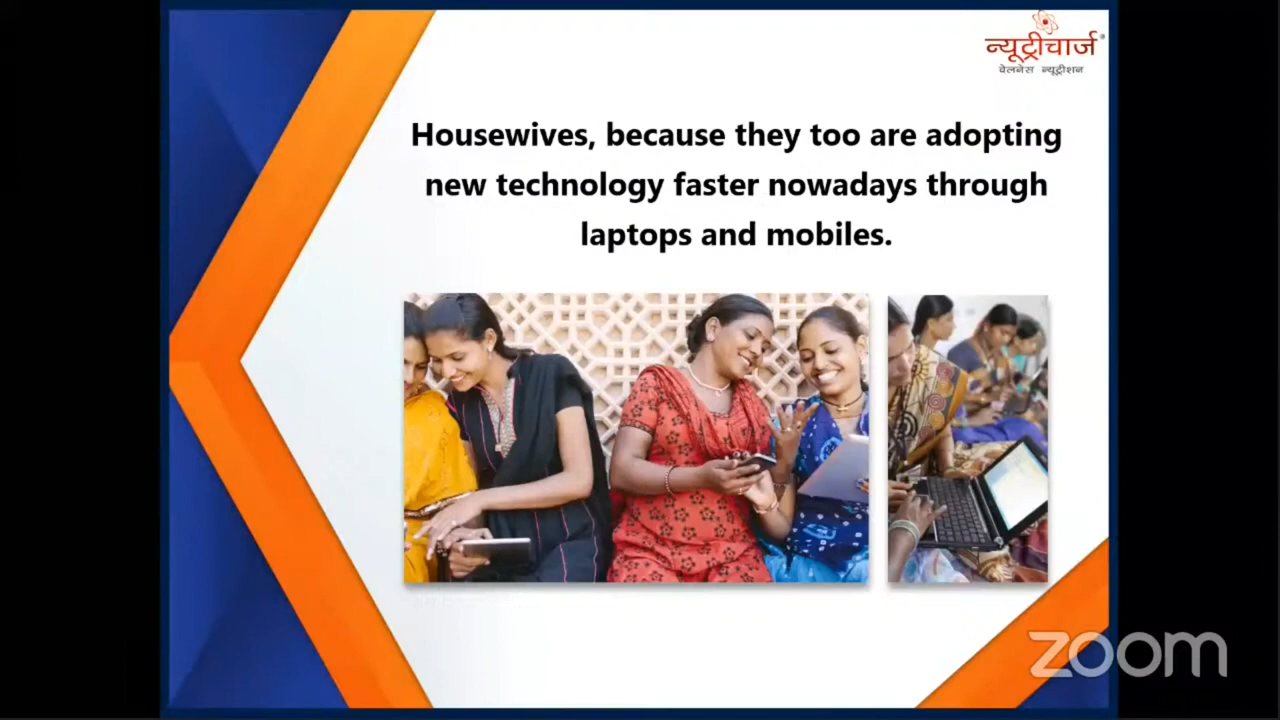 न्यूट्रीचार्ज®
वेलनेस न्यूट्रीशन
Housewives, because they too are adopting
new technology faster nowadays through
laptops and mobiles.
zoom